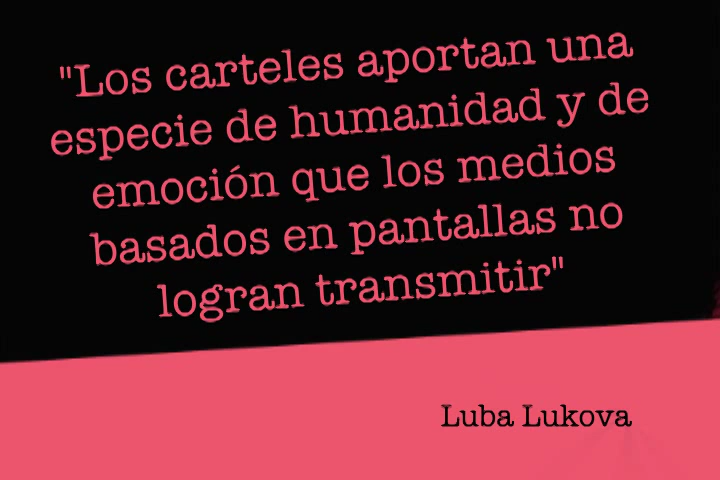 "Los carteles aportan una
especie de humanidad y de
emoción que los medios
basados en pantallas no
logran transmitir"
Luba Lukova